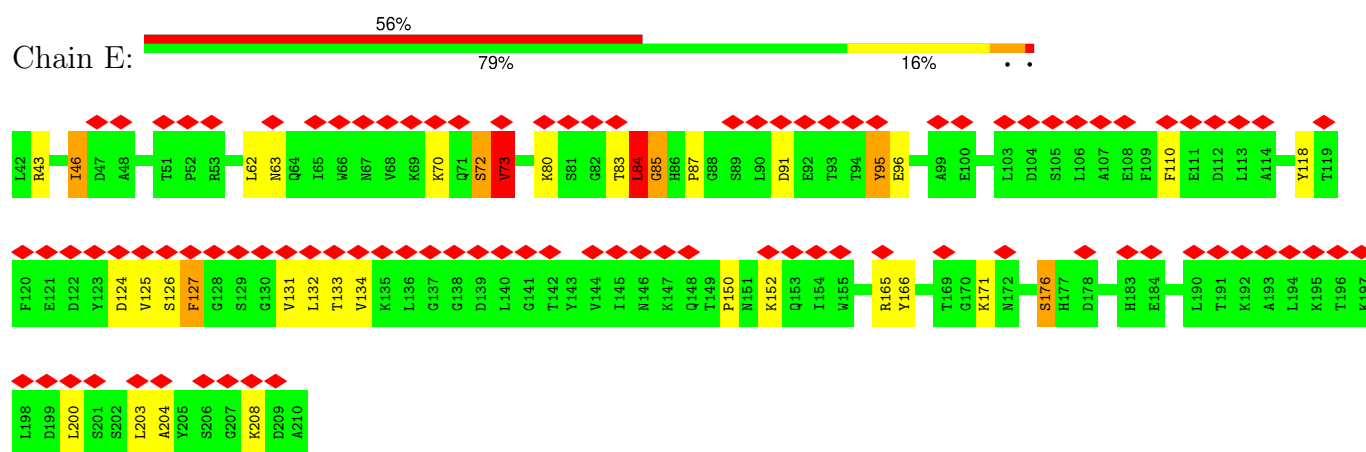 56%
Chain E:
79% 16% • •
L42 R43 I46 D47 A48 T51 P52 R53 L62 N63 Q64 I65 W66 N67 V68 K69 K70 Q71 S72 V73 K80 S81 G82 T83 L84 G85 H86 P87 G88 S89 L90 D91 E92 T93 T94 Y95 E96 A99 E100 L103 D104 S105 L106 A107 E108 F109 F110 E111 D112 L113 A114 Y118 T119
F120 E121 D122 Y123 D124 V125 S126 F127 G128 S129 G130 V131 L132 T133 V134 K135 L136 G137 G138 D139 L140 G141 T142 Y143 V144 I145 N146 K147 Q148 T149 P150 N151 K152 Q153 I154 W155 R165 Y166 T169 G170 K171 N172 S176 H177 D178 H183 E184 L190 T191 K192 A193 L194 K195 T196 K197
L198 D199 L200 S201 S202 L203 A204 Y205 S206 G207 K208 D209 A210